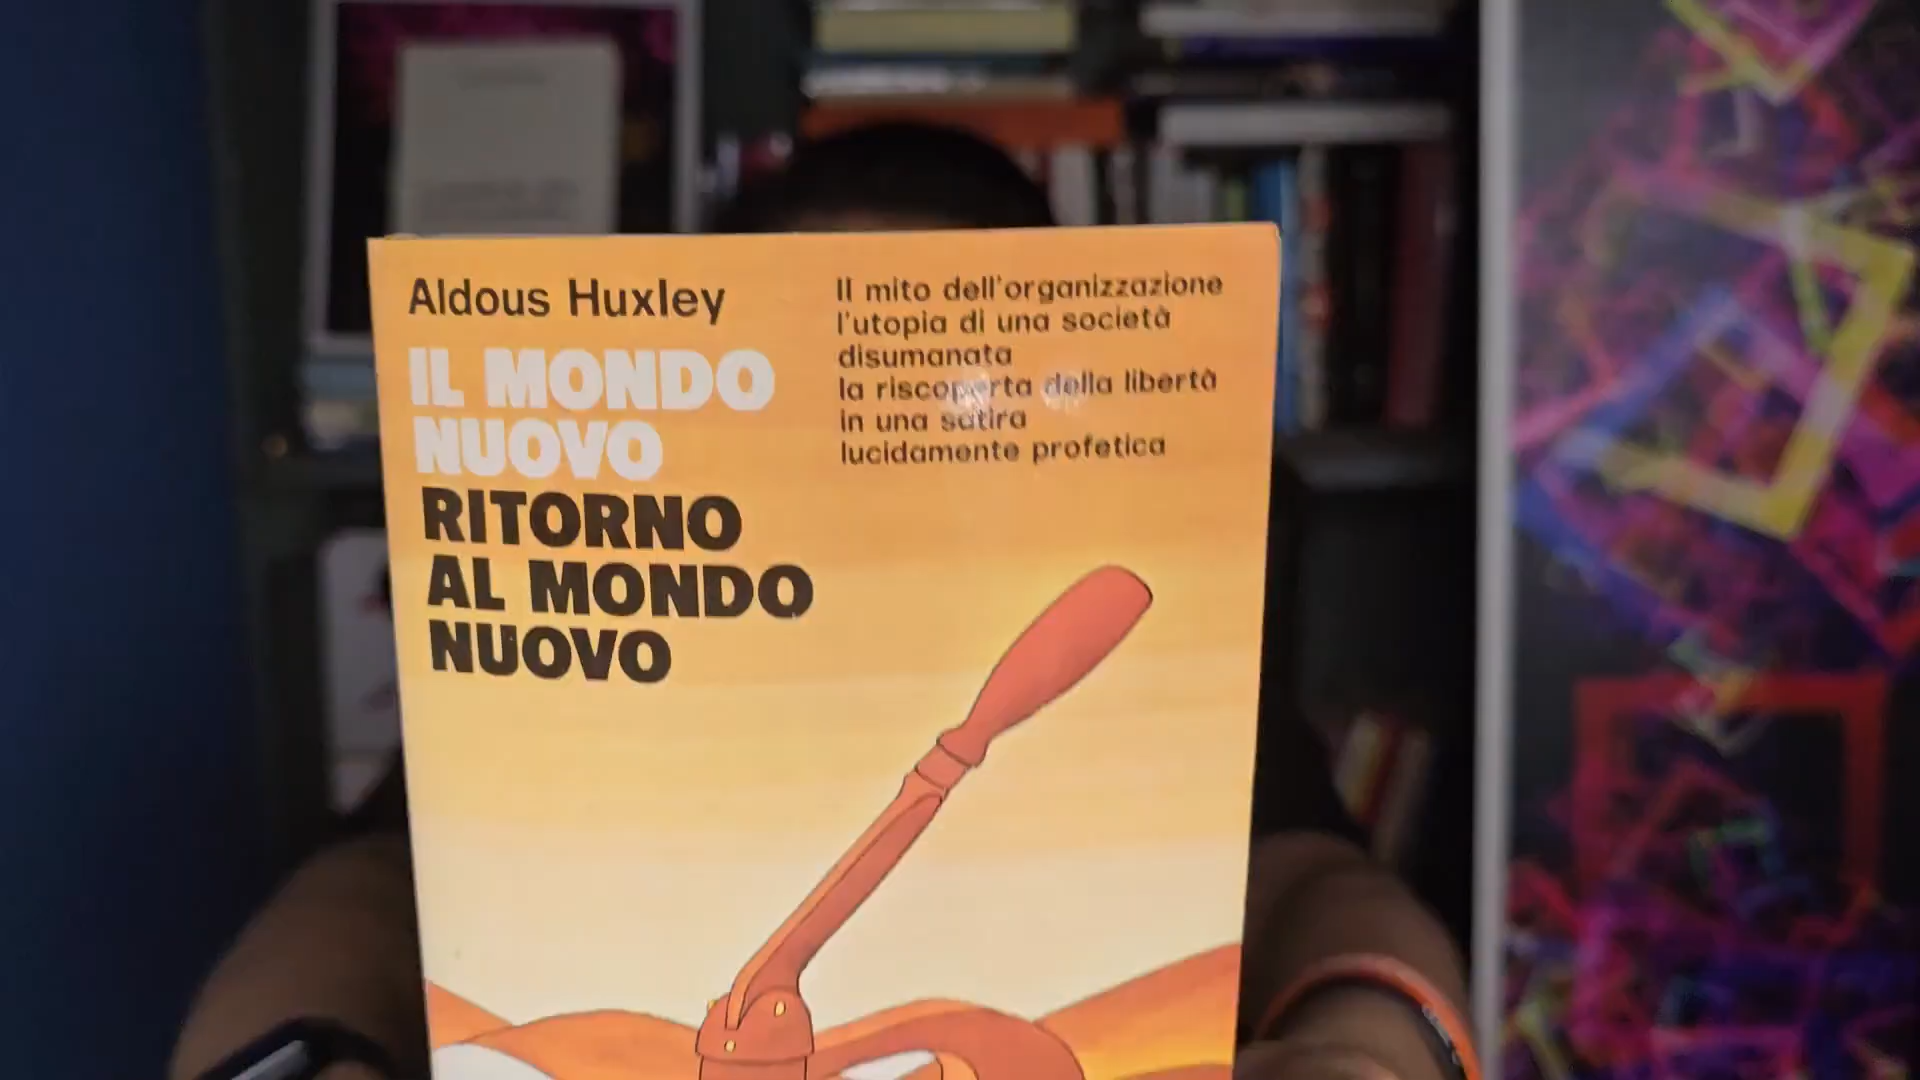 Aldous Huxley
IL MONDO
NUOVO
RITORNO
AL MONDO
NUOVO
Il mito dell'organizzazione
l'utopia di una società
disumanata
la riscoperta della libertà
in una satira
lucidamente profetica